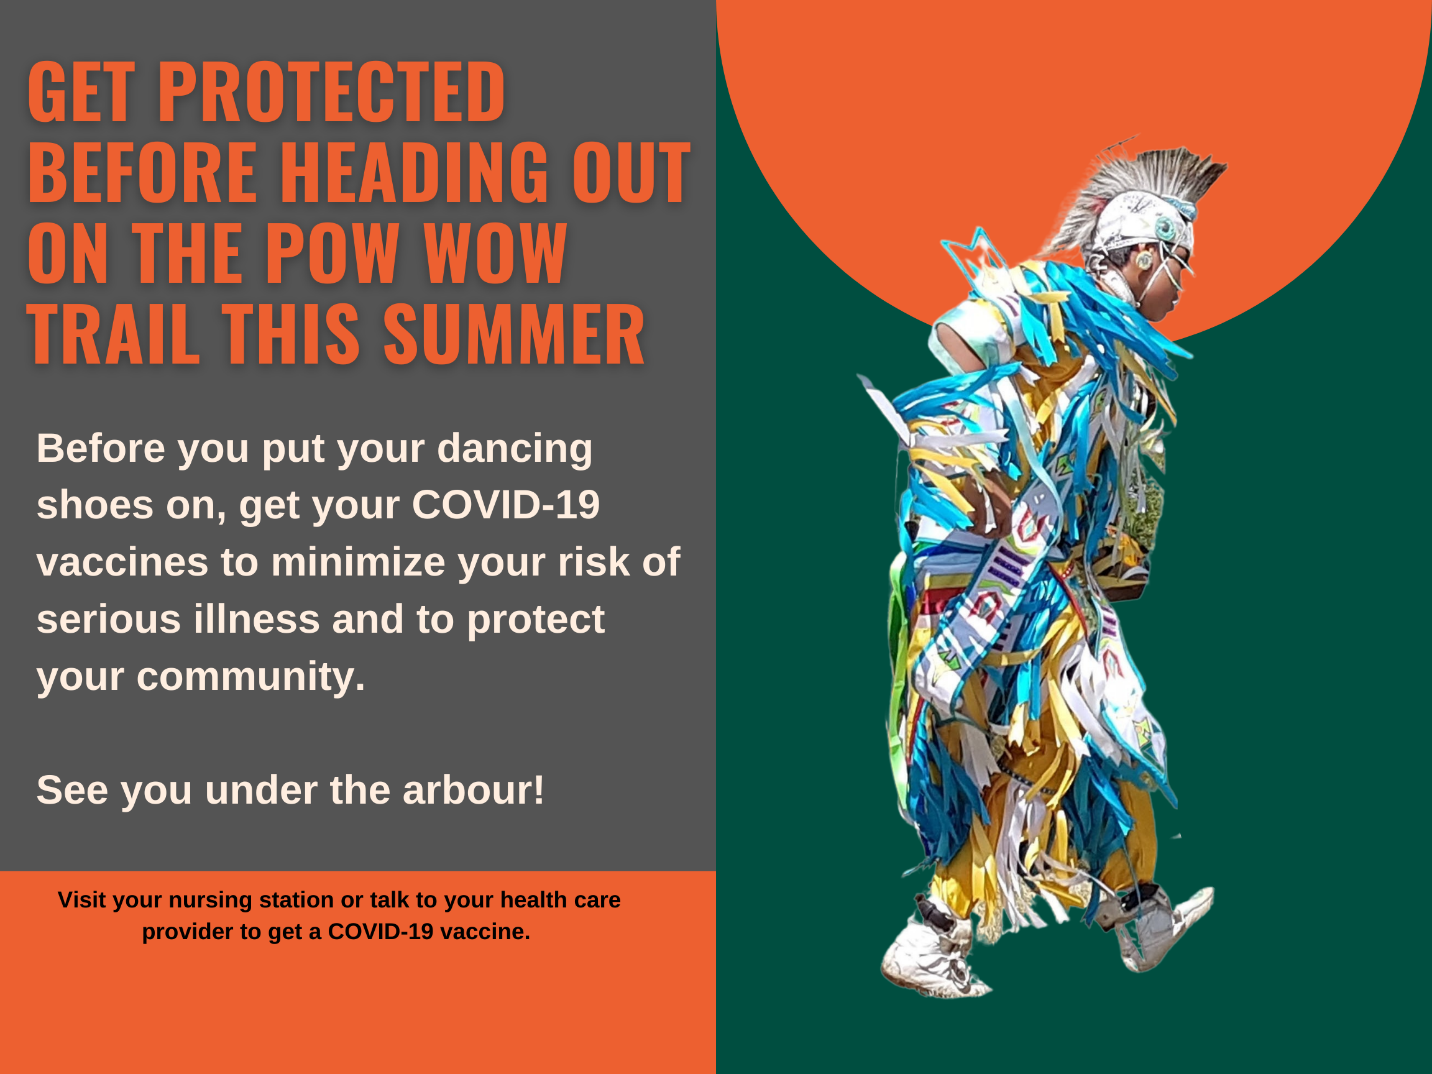 GET PROTECTED
BEFORE HEADING OUT
ON THE POW WOW
TRAIL THIS SUMMER
Before you put your dancing
shoes on, get your COVID-19
vaccines to minimize your risk of
serious illness and to protect
your community.
See you under the arbour!
Visit your nursing station or talk to your health care
provider to get a COVID-19 vaccine.